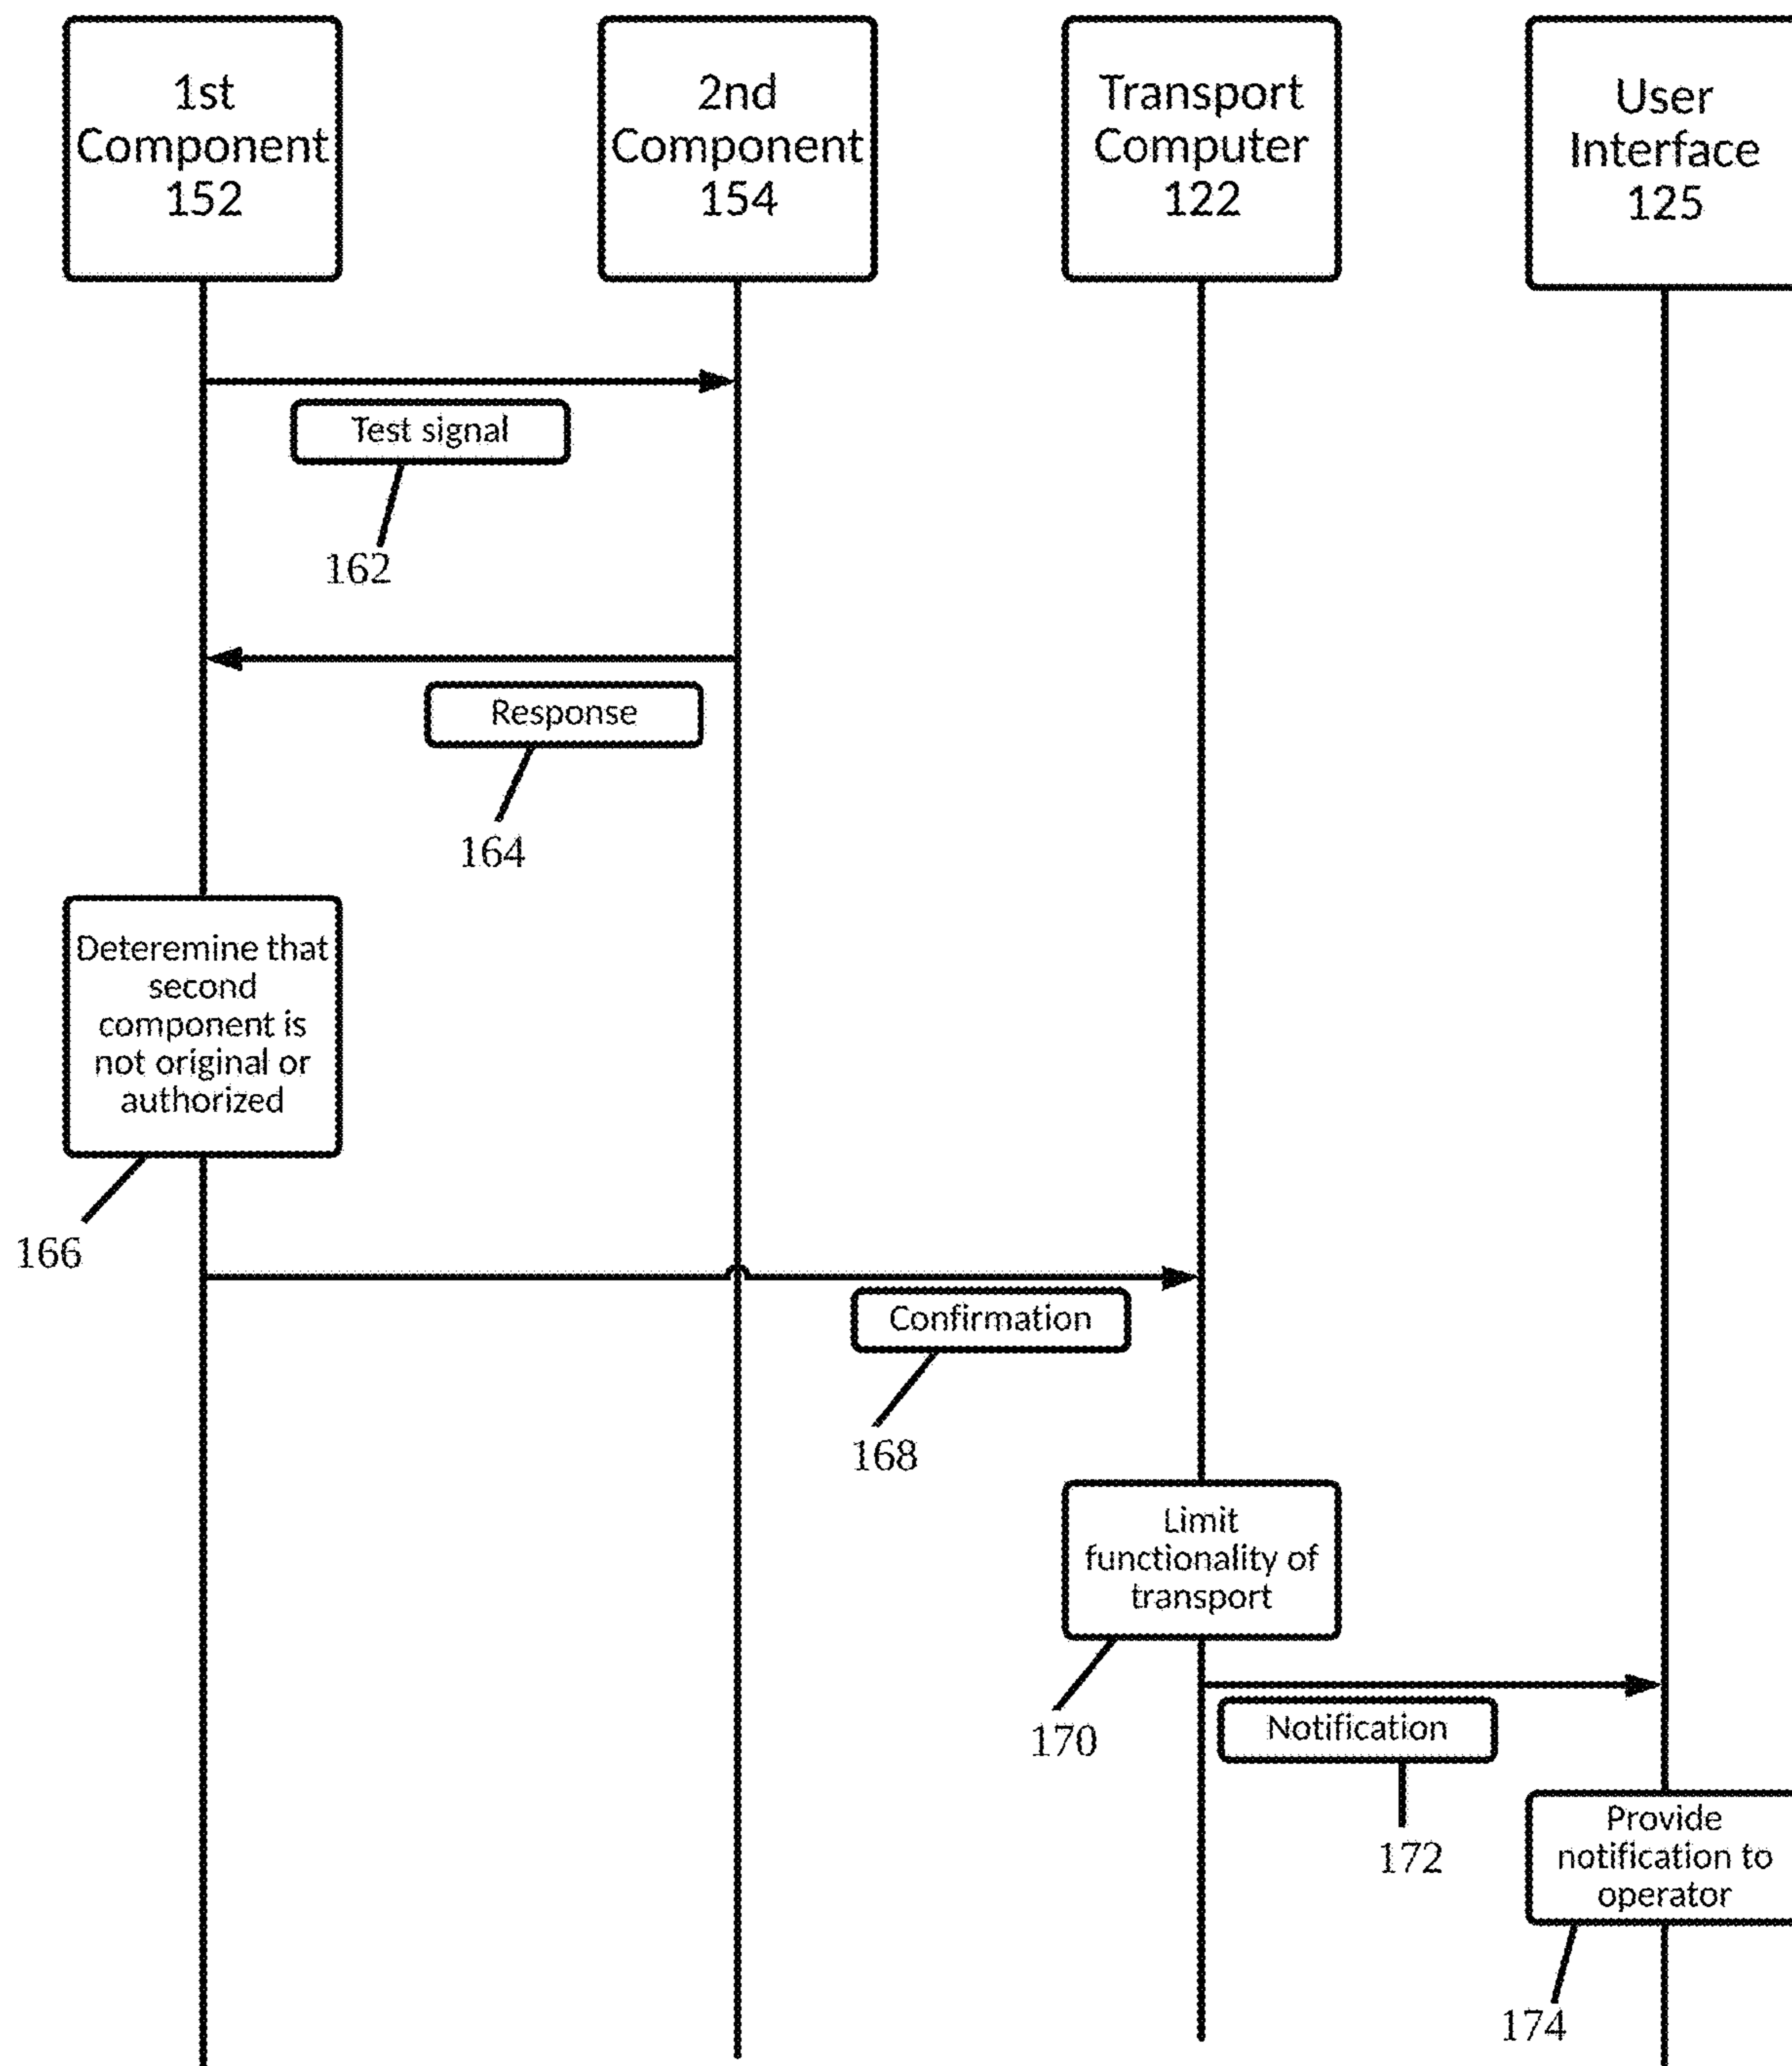 1st
Component
152
2nd
Component
154
Transport
Computer
122
User
Interface
125
Test signal
162
Response
164
Deteremine that
second
component is
not original or
authorized
166
Confirmation
168
Limit
functionality of
transport
170
Notification
172
Provide
notification to
operator
174